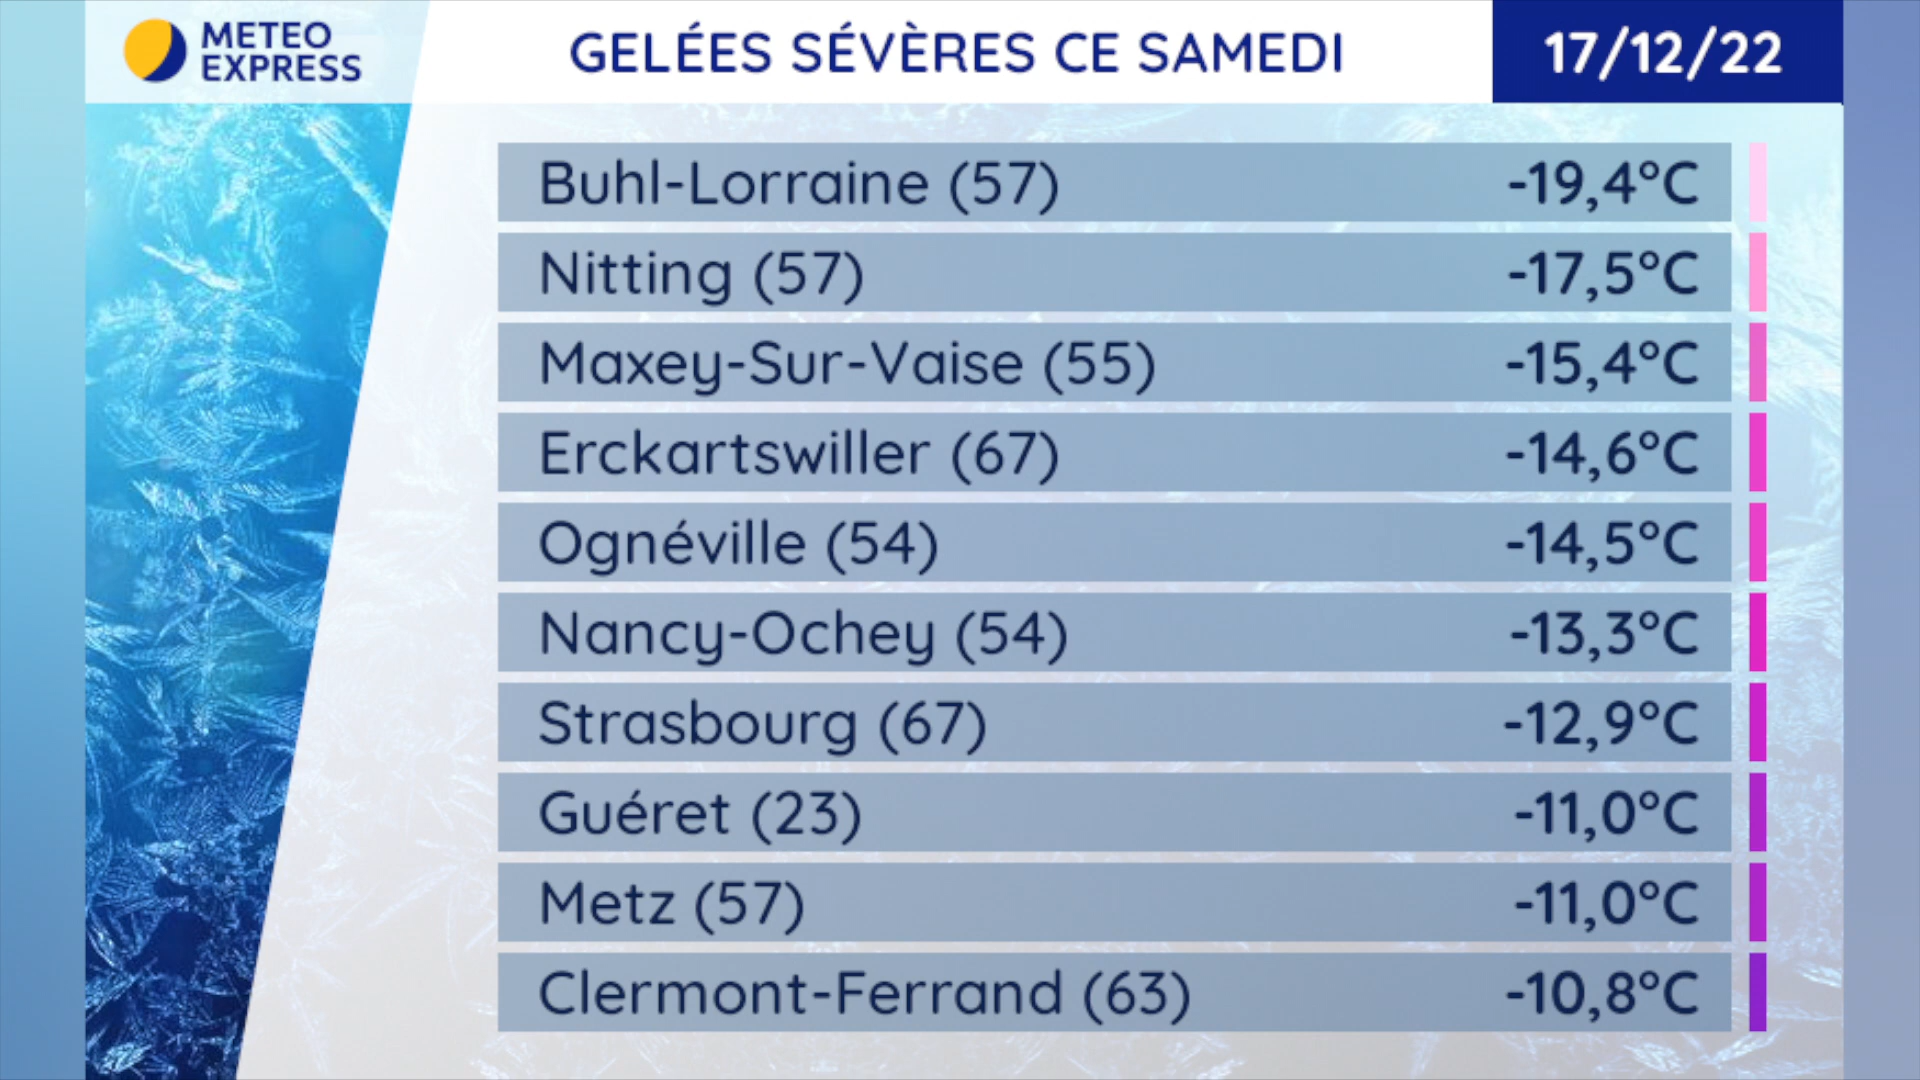 METEO
EXPRESS
GELÉES SÉVÈRES CE SAMEDI
17/12/22
Buhl-Lorraine (57) -19,4°C
Nitting (57) -17,5°C
Maxey-Sur-Vaise (55) -15,4°C
Erckartswiller (67) -14,6°C
Ognéville (54) -14,5°C
Nancy-Ochey (54) -13,3°C
Strasbourg (67) -12,9°C
Guéret (23) -11,0°C
Metz (57) -11,0°C
Clermont-Ferrand (63) -10,8°C